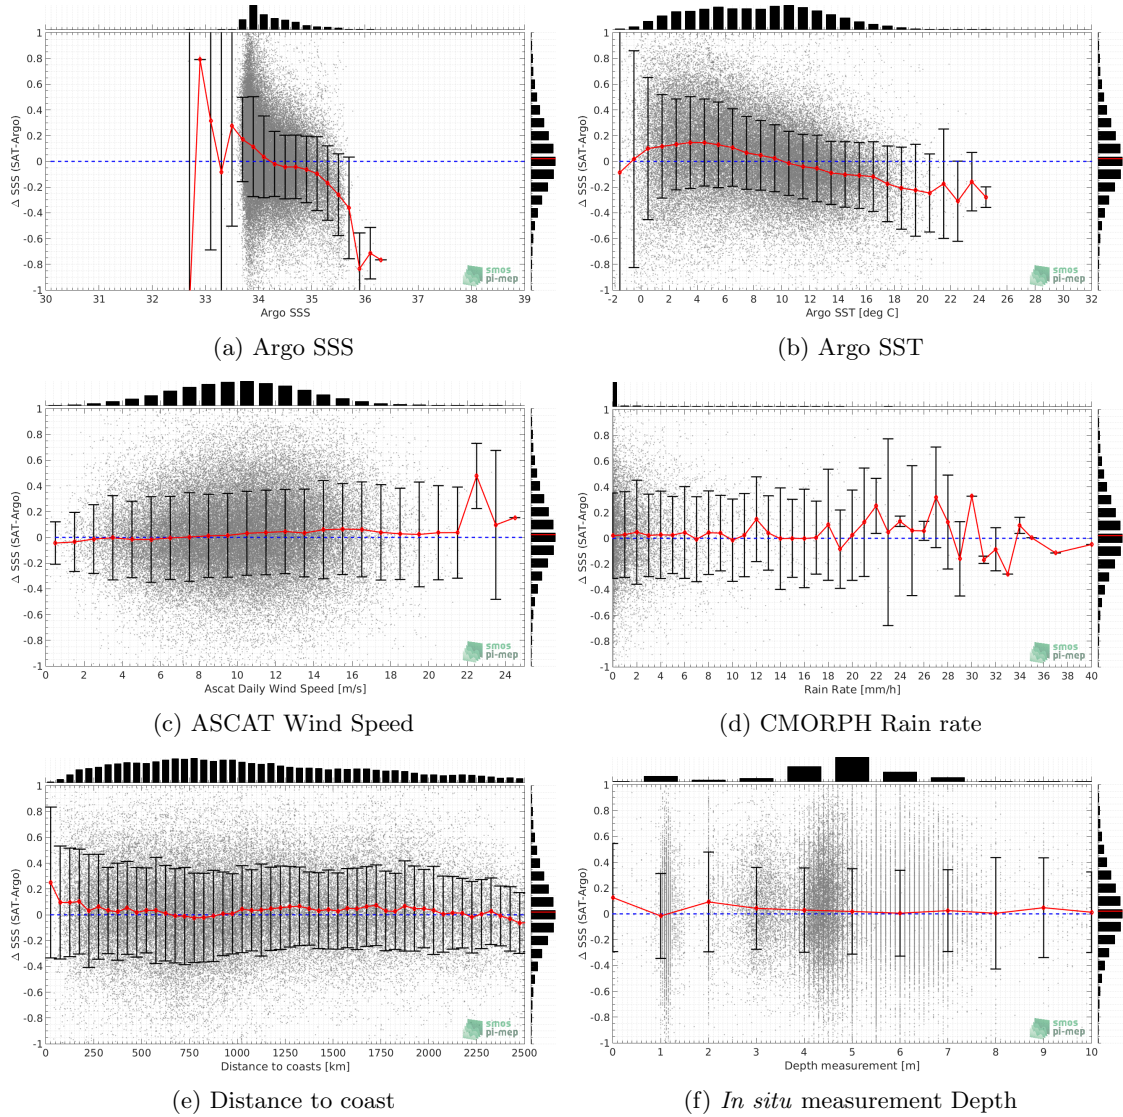 Δ SSS (SAT-Argo)
1
0.8
0.6
0.4
0.2
0
-0.2
-0.4
-0.6
-0.8
-1
30 31 32 33 34 35 36 37 38 39
Argo SSS
smos
pi-mep
(a) Argo SSS
Δ SSS (SAT-Argo)
1
0.8
0.6
0.4
0.2
0
-0.2
-0.4
-0.6
-0.8
-1
-2 0 2 4 6 8 10 12 14 16 18 20 22 24 26 28 30 32
Argo SST [deg C]
smos
pi-mep
(b) Argo SST
Δ SSS (SAT-Argo)
1
0.8
0.6
0.4
0.2
0
-0.2
-0.4
-0.6
-0.8
-1
0 2 4 6 8 10 12 14 16 18 20 22 24
Ascat Daily Wind Speed [m/s]
smos
pi-mep
(c) ASCAT Wind Speed
Δ SSS (SAT-Argo)
1
0.8
0.6
0.4
0.2
0
-0.2
-0.4
-0.6
-0.8
-1
0 2 4 6 8 10 12 14 16 18 20 22 24 26 28 30 32 34 36 38 40
Rain Rate [mm/h]
smos
pi-mep
(d) CMORPH Rain rate
Δ SSS (SAT-Argo)
1
0.8
0.6
0.4
0.2
0
-0.2
-0.4
-0.6
-0.8
-1
0 250 500 750 1000 1250 1500 1750 2000 2250 2500
Distance to coasts [km]
smos
pi-mep
(e) Distance to coast
Δ SSS (SAT-Argo)
1
0.8
0.6
0.4
0.2
0
-0.2
-0.4
-0.6
-0.8
-1
0 1 2 3 4 5 6 7 8 9 10
Depth measurement [m]
smos
pi-mep
(f) In situ measurement Depth